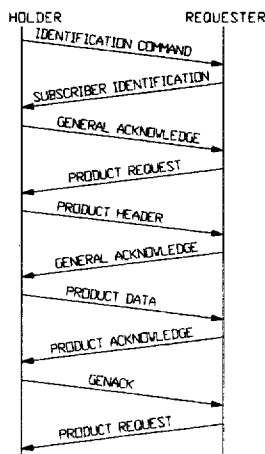 HOLDER REQUESTER
IDENTIFICATION COMMAND
SUBSCRIBER IDENTIFICATION
GENERAL ACKNOWLEDGE
PRODUCT REQUEST
PRODUCT HEADER
GENERAL ACKNOWLEDGE
PRODUCT DATA
PRODUCT ACKNOWLEDGE
GENACK
PRODUCT REQUEST